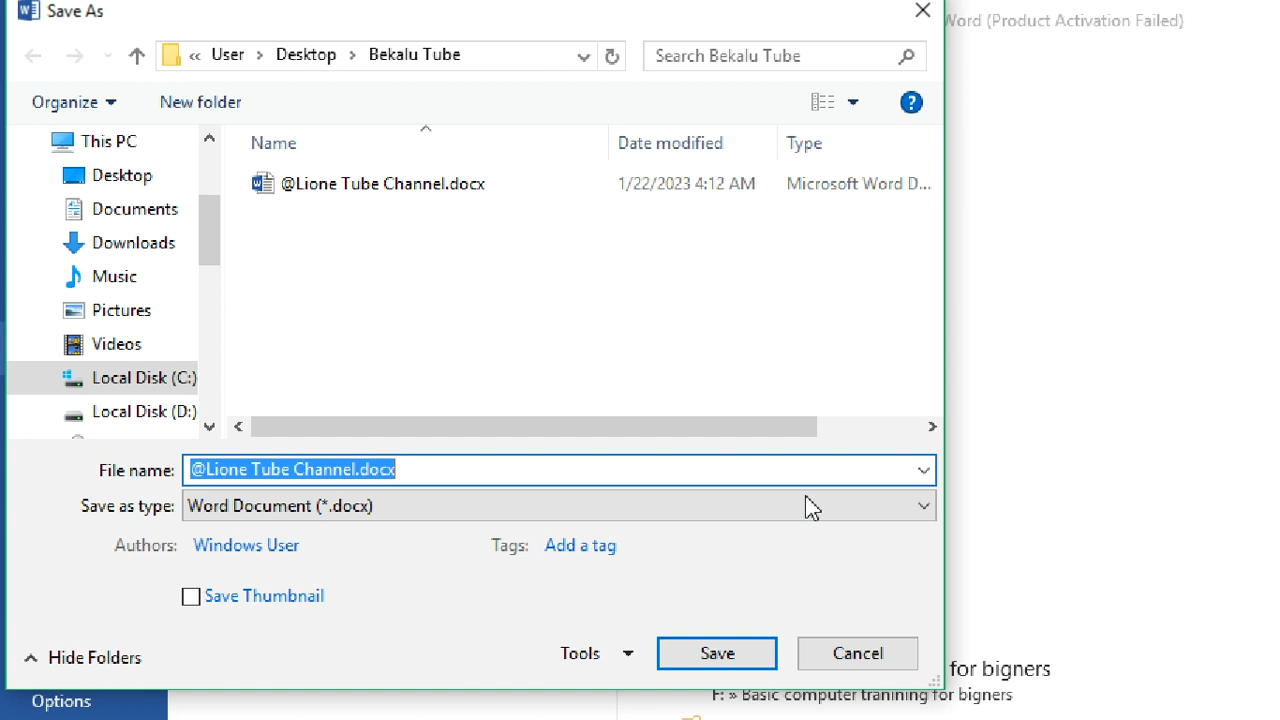 Save As
Word (Product Activation Failed)
« User > Desktop > Bekalu Tube
Search Bekalu Tube
Organize
New folder
?
This PC
Desktop
Documents
Downloads
Music
Pictures
Videos
Local Disk (C:)
Local Disk (D:)
Name
Date modified
Type
@Lione Tube Channel.docx
1/22/2023 4:12 AM
Microsoft Word D...
File name: @Lione Tube Channel.docx
Save as type: Word Document (*.docx)
Authors: Windows User
Tags: Add a tag
Save Thumbnail
Hide Folders
Tools
Save
Cancel
Options
for bigners
F: » Basic computer tranining for bigners